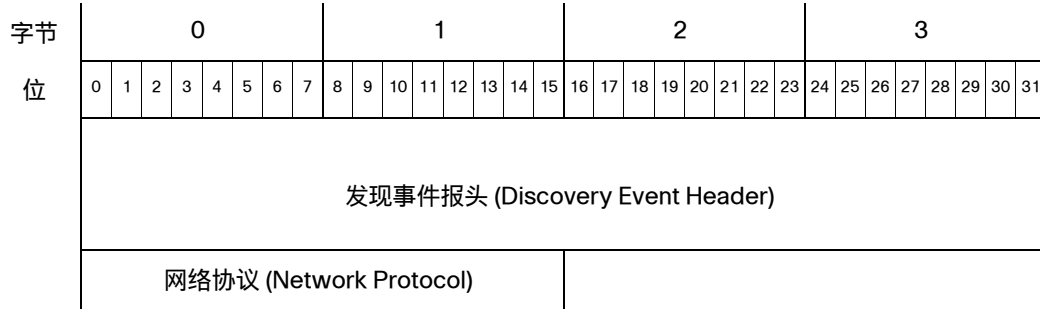 字节 0 1 2 3
位 0 1 2 3 4 5 6 7 8 9 10 11 12 13 14 15 16 17 18 19 20 21 22 23 24 25 26 27 28 29 30 31
发现事件报头 (Discovery Event Header)
网络协议 (Network Protocol)